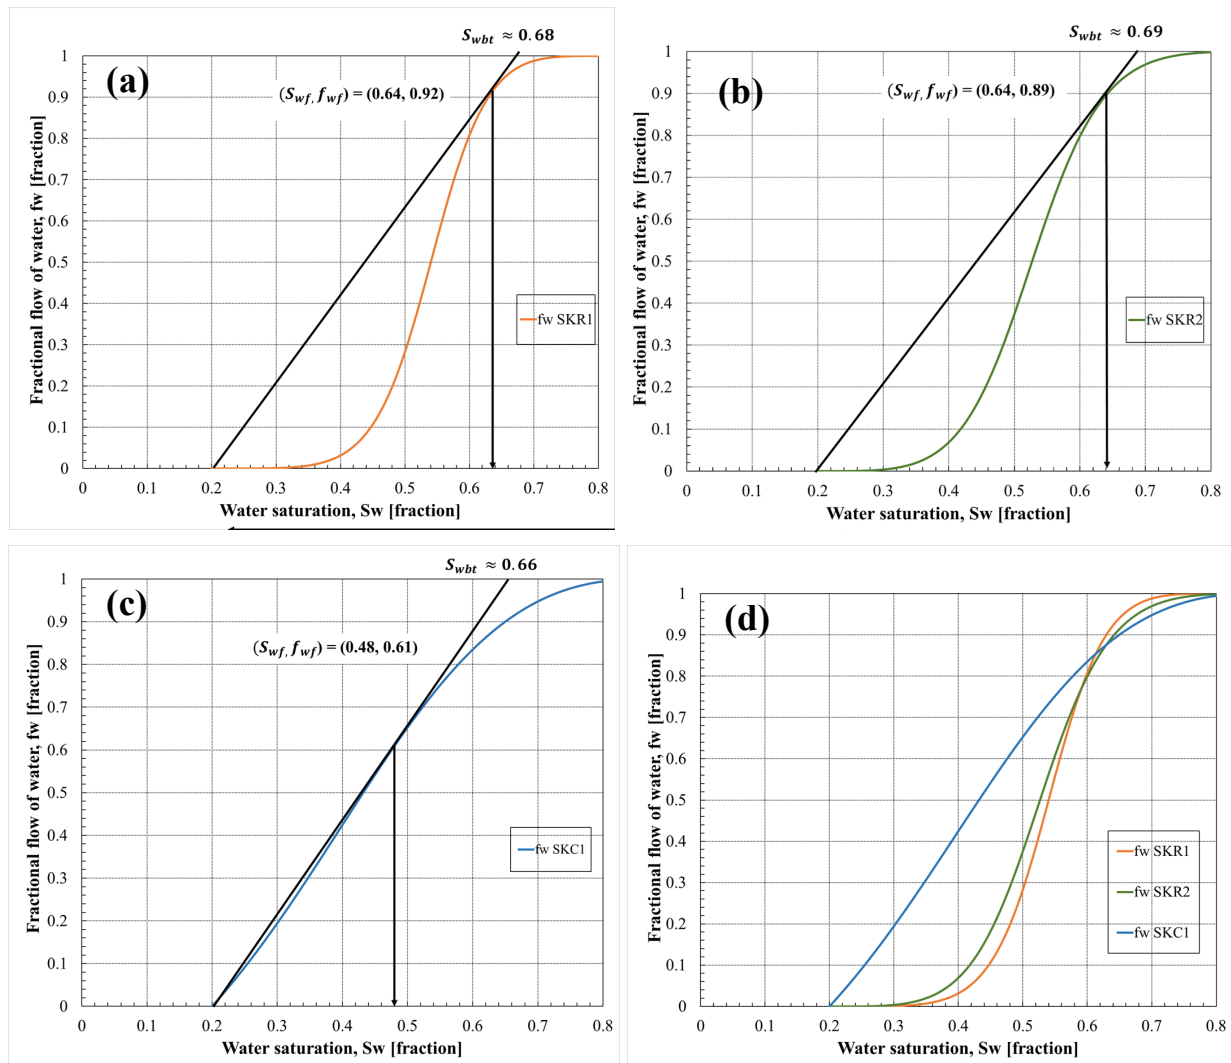 S_wbt ≈ 0.68
(a)
(S_wf, f_wf) = (0.64, 0.92)
Fractional flow of water, fw [fraction]
1
0.9
0.8
0.7
0.6
0.5
0.4
0.3
0.2
0.1
0
fw SKR1
0 0.1 0.2 0.3 0.4 0.5 0.6 0.7 0.8
Water saturation, Sw [fraction]
S_wbt ≈ 0.69
(b)
(S_wf, f_wf) = (0.64, 0.89)
Fractional flow of water, fw [fraction]
1
0.9
0.8
0.7
0.6
0.5
0.4
0.3
0.2
0.1
0
fw SKR2
0 0.1 0.2 0.3 0.4 0.5 0.6 0.7 0.8
Water saturation, Sw [fraction]
S_wbt ≈ 0.66
(c)
(S_wf, f_wf) = (0.48, 0.61)
Fractional flow of water, fw [fraction]
1
0.9
0.8
0.7
0.6
0.5
0.4
0.3
0.2
0.1
0
fw SKC1
0 0.1 0.2 0.3 0.4 0.5 0.6 0.7 0.8
Water saturation, Sw [fraction]
(d)
Fractional flow of water, fw [fraction]
1
0.9
0.8
0.7
0.6
0.5
0.4
0.3
0.2
0.1
0
fw SKR1
fw SKR2
fw SKC1
0 0.1 0.2 0.3 0.4 0.5 0.6 0.7 0.8
Water saturation, Sw [fraction]